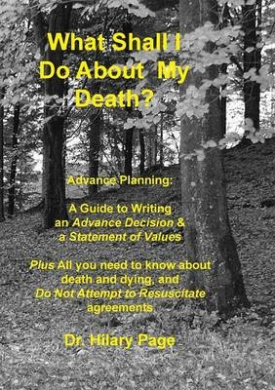 What Shall I
Do About My
Death?
Advance Planning:
A Guide to Writing
an Advance Decision &
a Statement of Values
Plus All you need to know about
death and dying, and
Do Not Attempt to Resuscitate
agreements
Dr. Hilary Page